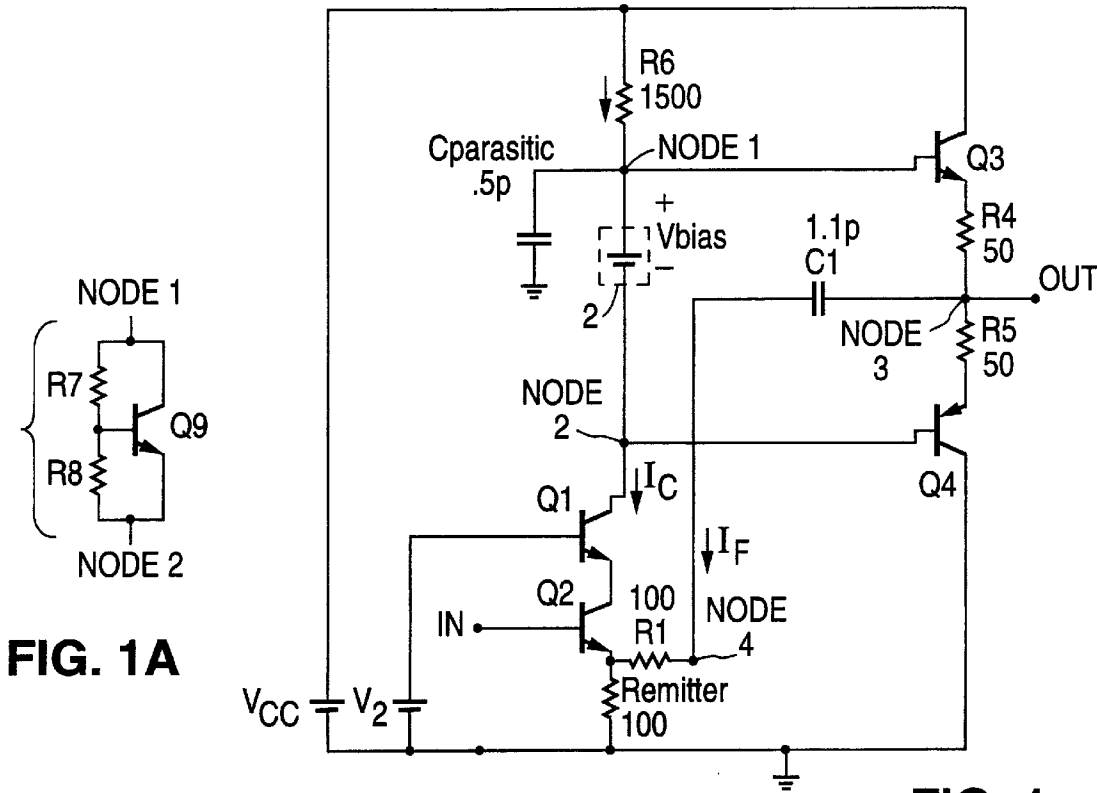 R6
1500
NODE 1
Cparasitic
.5p
Q3
+
Vbias
−
2
R4
50
1.1p
C1
OUT
NODE
3
R5
50
NODE 1
R7
Q9
R8
NODE 2
FIG. 1A
NODE
2
Q4
IC
Q1
IF
Q2
100
R1
NODE
4
IN
Remitter
100
VCC
V2